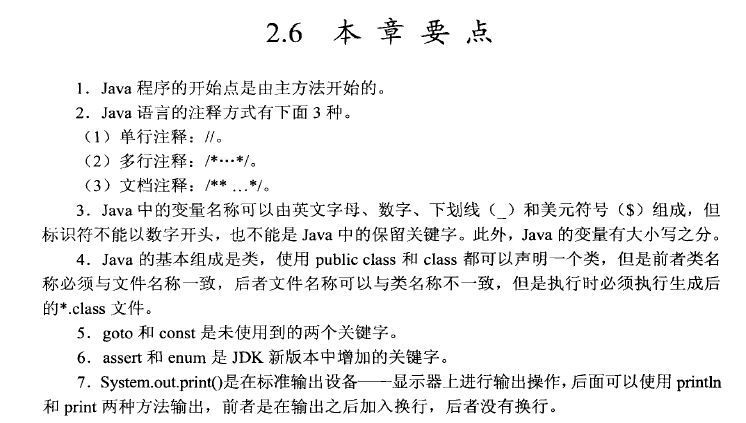 2.6 本章要点
1．Java 程序的开始点是由主方法开始的。
2．Java 语言的注释方式有下面 3 种。
（1）单行注释：//。
（2）多行注释：/*…*/。
（3）文档注释：/** …*/。
3．Java 中的变量名称可以由英文字母、数字、下划线（_）和美元符号（$）组成，但
标识符不能以数字开头，也不能是 Java 中的保留关键字。此外，Java 的变量有大小写之分。
4．Java 的基本组成是类，使用 public class 和 class 都可以声明一个类，但是前者类名
称必须与文件名称一致，后者文件名称可以与类名称不一致，但是执行时必须执行生成后
的*.class 文件。
5．goto 和 const 是未使用到的两个关键字。
6．assert 和 enum 是 JDK 新版本中增加的关键字。
7．System.out.print()是在标准输出设备——显示器上进行输出操作，后面可以使用 println
和 print 两种方法输出，前者是在输出之后加入换行，后者没有换行。